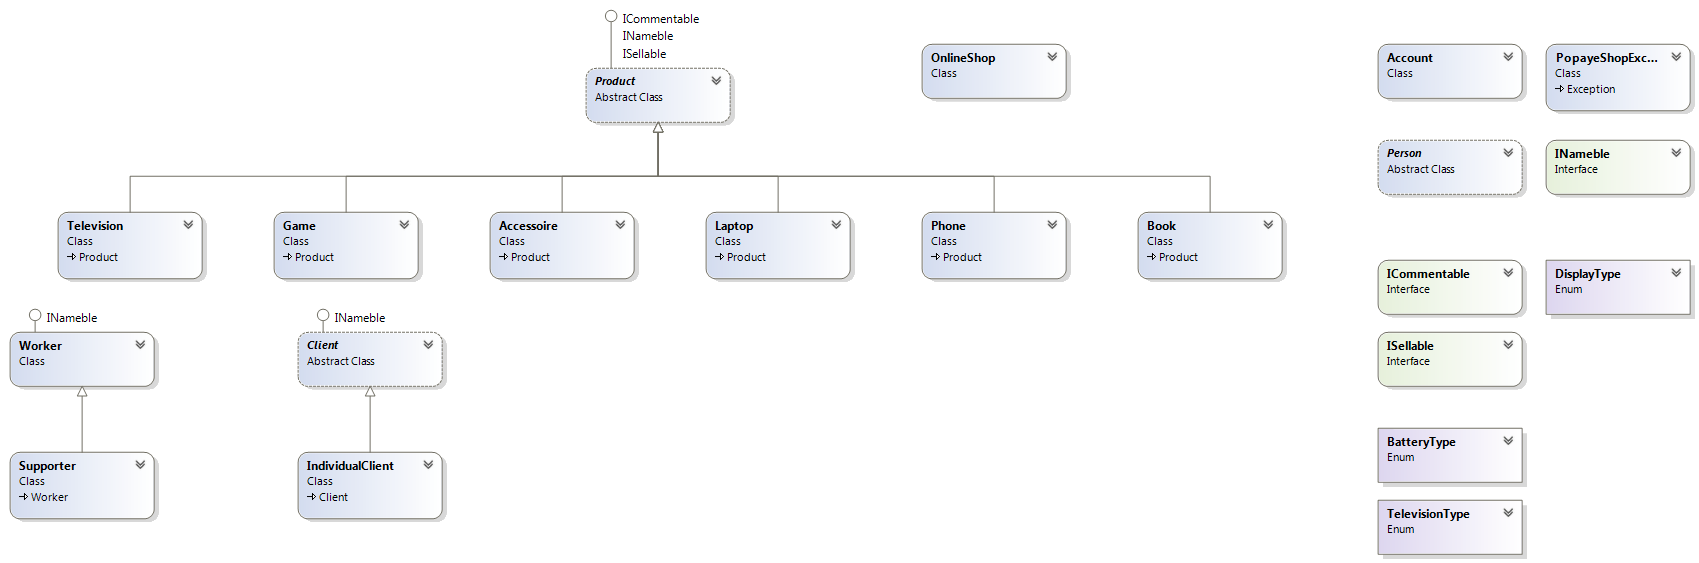 ICommentable
INameble
ISellable
Product
Abstract Class
OnlineShop
Class
Account
Class
PopayeShopExc...
Class
Exception
Person
Abstract Class
INameble
Interface
Television
Class
Product
Game
Class
Product
Accessoire
Class
Product
Laptop
Class
Product
Phone
Class
Product
Book
Class
Product
ICommentable
Interface
DisplayType
Enum
INameble
Worker
Class
INameble
Client
Abstract Class
ISellable
Interface
Supporter
Class
Worker
IndividualClient
Class
Client
BatteryType
Enum
TelevisionType
Enum